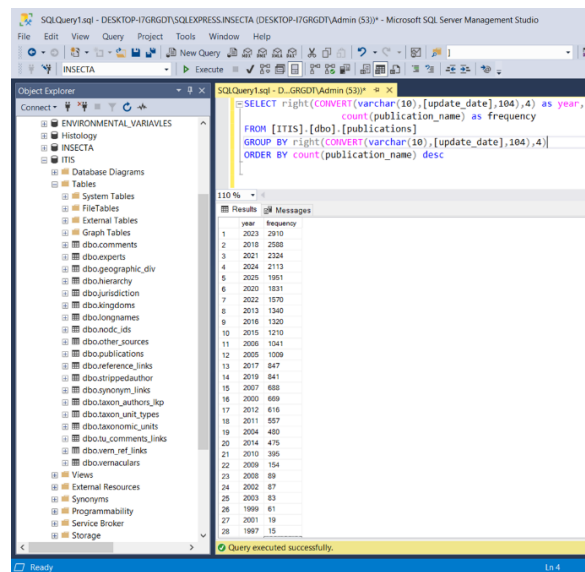 SQLQuery1.sql - DESKTOP-I7GRGDT\SQLEXPRESS.INSECTA (DESKTOP-I7GRGDT\Admin (53))* - Microsoft SQL Server Management Studio
File Edit View Query Project Tools Window Help
New Query
INSECTA Execute
Object Explorer
Connect
ENVIRONMENTAL_VARIAVLES
Histology
INSECTA
ITIS
Database Diagrams
Tables
System Tables
FileTables
External Tables
Graph Tables
dbo.comments
dbo.experts
dbo.geographic_div
dbo.hierarchy
dbo.jurisdiction
dbo.kingdoms
dbo.longnames
dbo.nodc_ids
dbo.other_sources
dbo.publications
dbo.reference_links
dbo.strippedauthor
dbo.synonym_links
dbo.taxon_authors_lkp
dbo.taxon_unit_types
dbo.taxonomic_units
dbo.tu_comments_links
dbo.vern_ref_links
dbo.vernaculars
Views
External Resources
Synonyms
Programmability
Service Broker
Storage
SQLQuery1.sql - D...GRGDT\Admin (53))*
SELECT right(CONVERT(varchar(10),[update_date],104),4) as year,
count(publication_name) as frequency
FROM [ITIS].[dbo].[publications]
GROUP BY right(CONVERT(varchar(10),[update_date],104),4)
ORDER BY count(publication_name) desc
110 %
Results Messages
year frequency
1 2023 2910
2 2018 2588
3 2021 2324
4 2024 2113
5 2025 1951
6 2020 1831
7 2022 1570
8 2013 1340
9 2016 1320
10 2015 1210
11 2006 1041
12 2005 1009
13 2017 847
14 2019 841
15 2007 688
16 2000 669
17 2012 616
18 2011 557
19 2004 480
20 2014 475
21 2010 395
22 2009 154
23 2008 89
24 2002 87
25 2003 83
26 1999 61
27 2001 19
28 1997 15
Query executed successfully.
Ready Ln 4